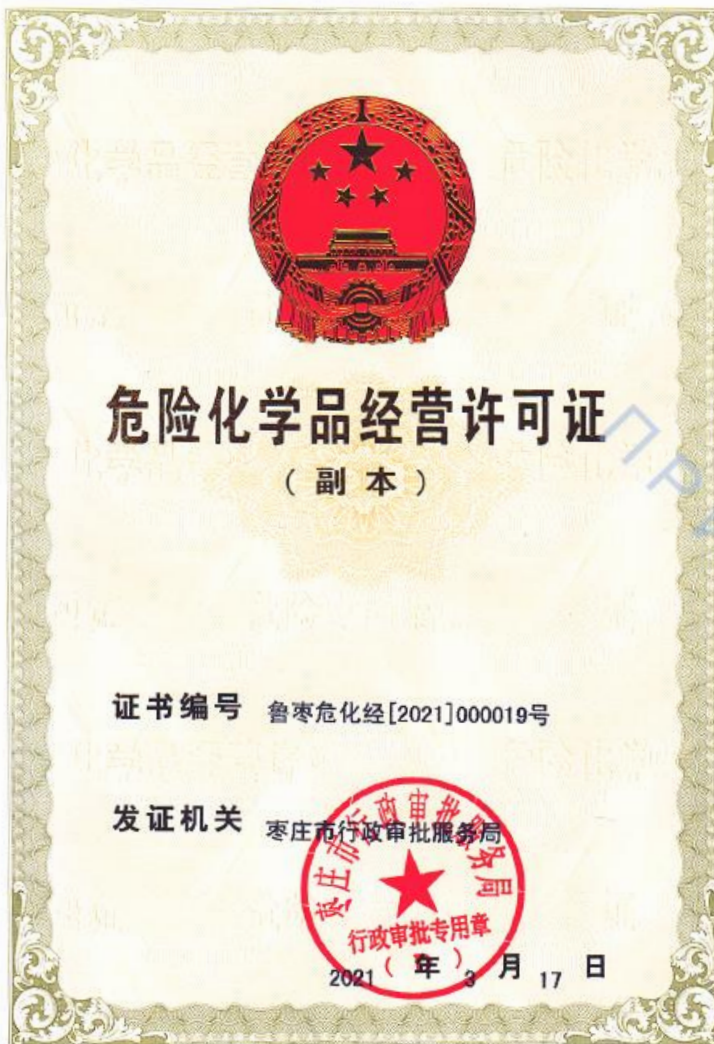 危险化学品经营许可证
（副本）
证书编号 鲁枣危化经[2021]000019号
发证机关 枣庄市行政审批服务局
枣庄市行政审批服务局
行政审批专用章
2021 年 3 月 17 日
ПРИ